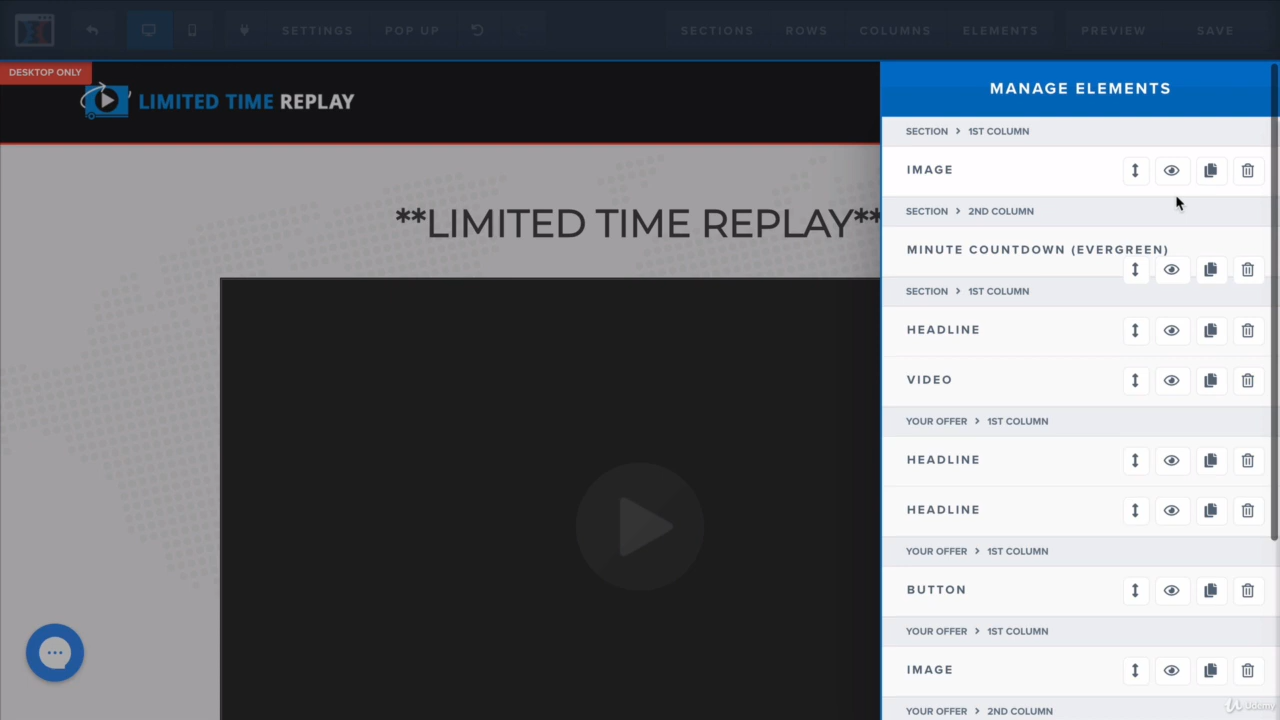 SETTINGS
POP UP
SECTIONS
ROWS
COLUMNS
ELEMENTS
PREVIEW
SAVE
DESKTOP ONLY
LIMITED TIME REPLAY
**LIMITED TIME REPLAY**
MANAGE ELEMENTS
SECTION > 1ST COLUMN
IMAGE
SECTION > 2ND COLUMN
MINUTE COUNTDOWN (EVERGREEN)
SECTION > 1ST COLUMN
HEADLINE
VIDEO
YOUR OFFER > 1ST COLUMN
HEADLINE
HEADLINE
YOUR OFFER > 1ST COLUMN
BUTTON
YOUR OFFER > 1ST COLUMN
IMAGE
YOUR OFFER > 2ND COLUMN
Udemy